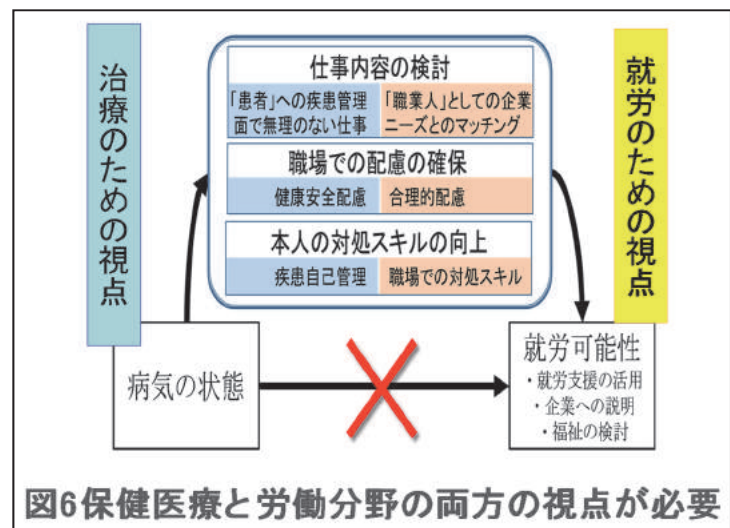 治療のための視点
仕事内容の検討
「患者」への疾患管理
面で無理のない仕事
「職業人」としての企業
ニーズとのマッチング
職場での配慮の確保
健康安全配慮
合理的配慮
本人の対処スキルの向上
疾患自己管理
職場での対処スキル
就労のための視点
病気の状態
就労可能性
・就労支援の活用
・企業への説明
・福祉の検討
図6保健医療と労働分野の両方の視点が必要